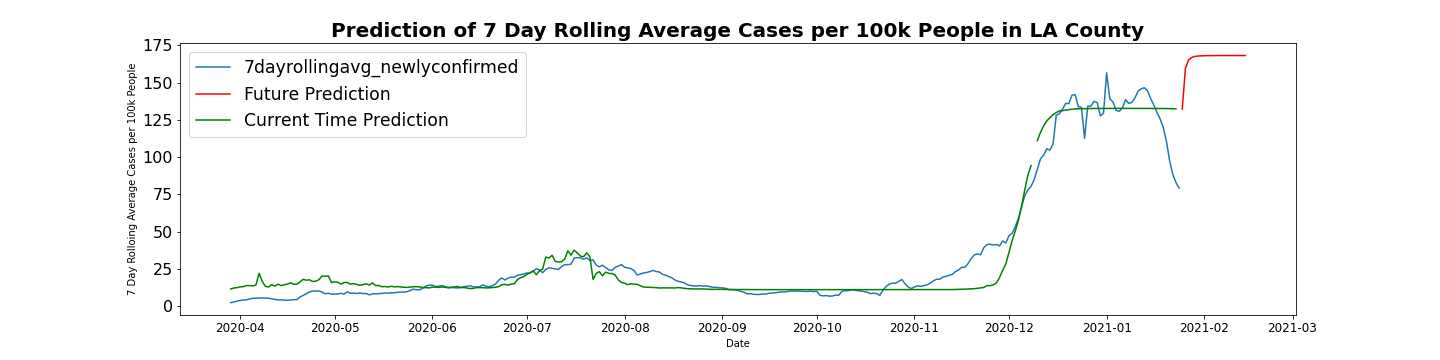 Prediction of 7 Day Rolling Average Cases per 100k People in LA County
175
150
125
100
75
50
25
0
7 Day Rolloing Average Cases per 100k People
7dayrollingavg_newlyconfirmed
Future Prediction
Current Time Prediction
2020-04 2020-05 2020-06 2020-07 2020-08 2020-09 2020-10 2020-11 2020-12 2021-01 2021-02 2021-03
Date